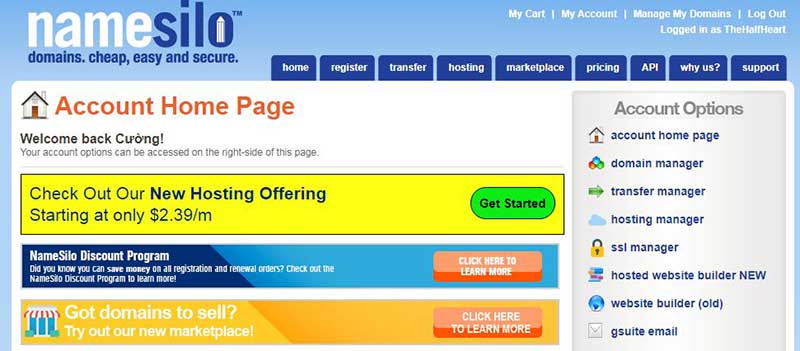 namesilo™
domains. cheap, easy and secure.
My Cart | My Account | Manage My Domains | Log Out
Logged in as TheHalfHeart
home register transfer hosting marketplace pricing API why us? support
Account Home Page
Welcome back Cường!
Your account options can be accessed on the right-side of this page.
Check Out Our New Hosting Offering
Starting at only $2.39/m
Get Started
NameSilo Discount Program
Did you know you can save money on all registration and renewal orders? Check out the
NameSilo Discount Program to learn more!
CLICK HERE TO
LEARN MORE
Got domains to sell?
Try out our new marketplace!
CLICK HERE
TO LEARN MORE
Account Options
account home page
domain manager
transfer manager
hosting manager
ssl manager
hosted website builder NEW
website builder (old)
gsuite email